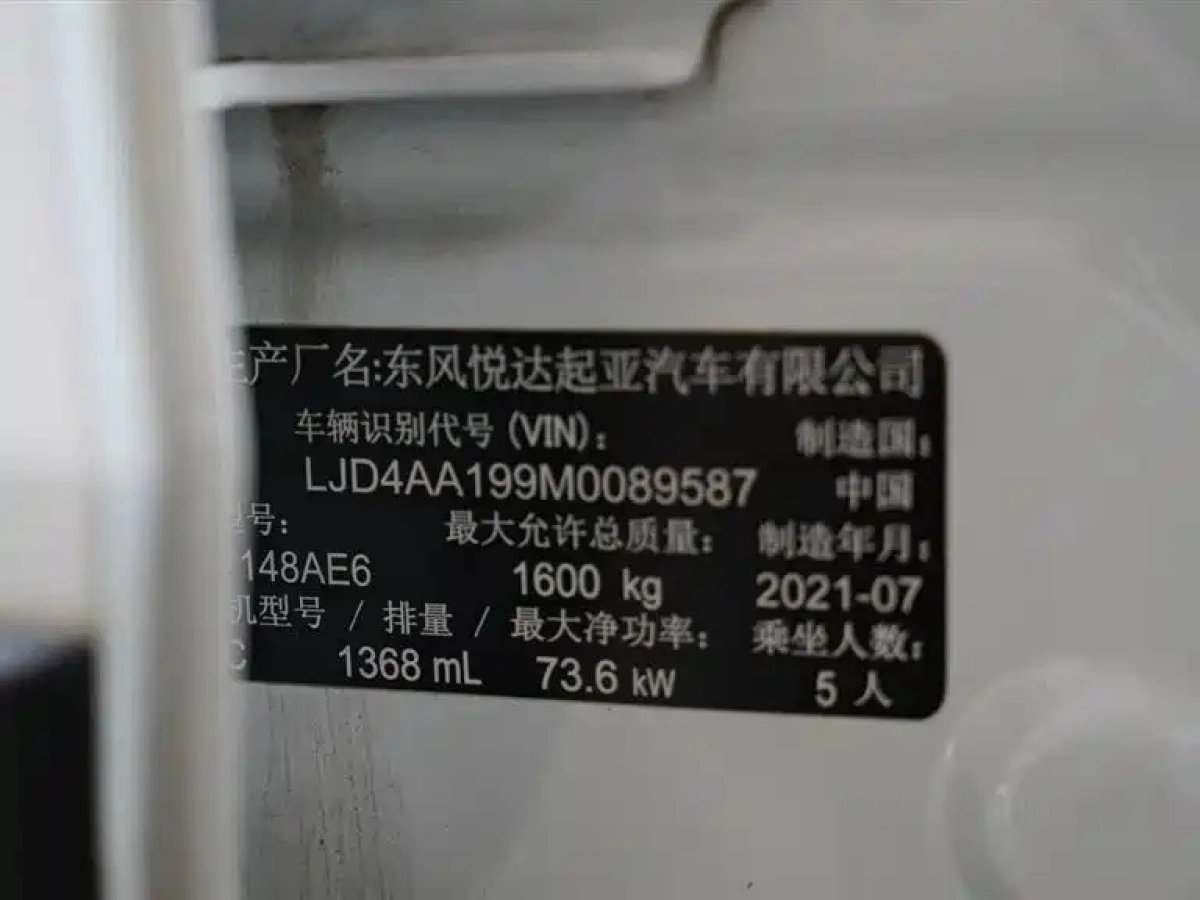 生产厂名:东风悦达起亚汽车有限公司
车辆识别代号(VIN): 制造国:
LJD4AA199M0089587 中国
型号: 最大允许总质量: 制造年月:
148AE6 1600 kg 2021-07
机型号 / 排量 / 最大净功率: 乘坐人数:
C 1368 mL 73.6 kW 5 人